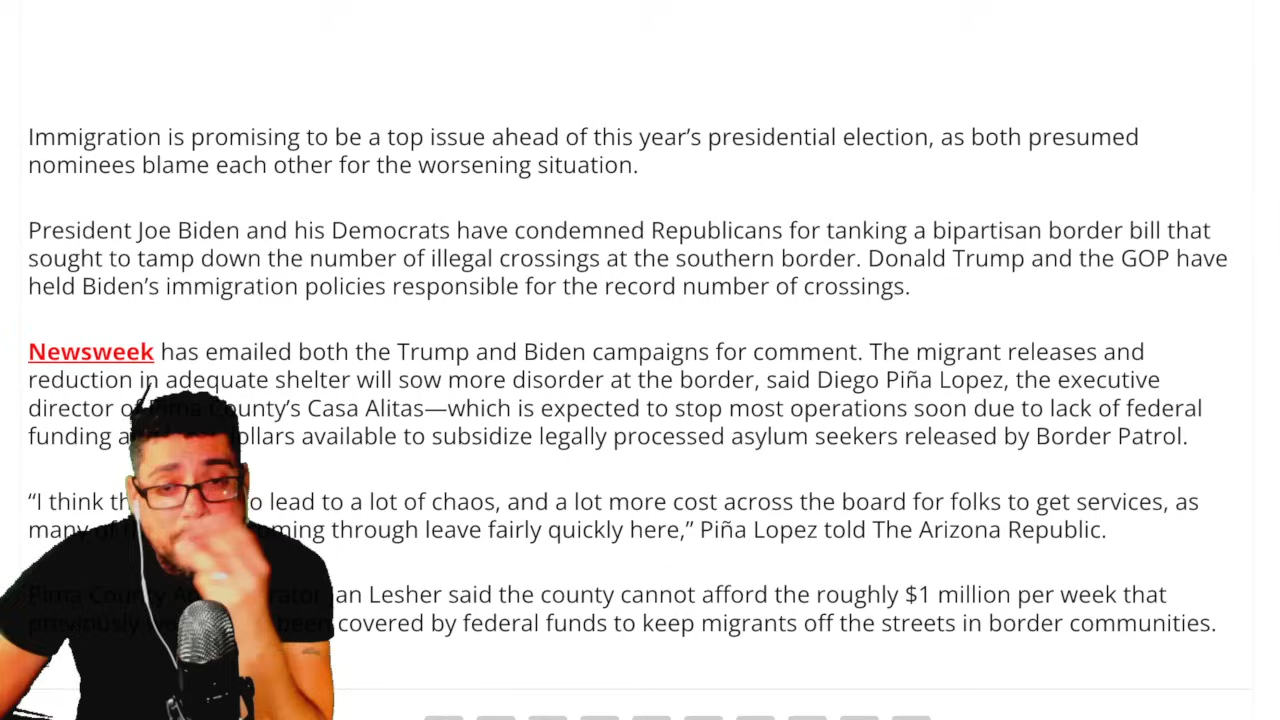 Immigration is promising to be a top issue ahead of this year’s presidential election, as both presumed
nominees blame each other for the worsening situation.
President Joe Biden and his Democrats have condemned Republicans for tanking a bipartisan border bill that
sought to tamp down the number of illegal crossings at the southern border. Donald Trump and the GOP have
held Biden’s immigration policies responsible for the record number of crossings.
Newsweek has emailed both the Trump and Biden campaigns for comment. The migrant releases and
reduction in adequate shelter will sow more disorder at the border, said Diego Piña Lopez, the executive
director of Pima County’s Casa Alitas—which is expected to stop most operations soon due to lack of federal
funding available to subsidize legally processed asylum seekers released by Border Patrol.
“I think lead to a lot of chaos, and a lot more cost across the board for folks to get services, as
many of through leave fairly quickly here,” Piña Lopez told The Arizona Republic.
Pima County Jan Lesher said the county cannot afford the roughly $1 million per week that
previously covered by federal funds to keep migrants off the streets in border communities.